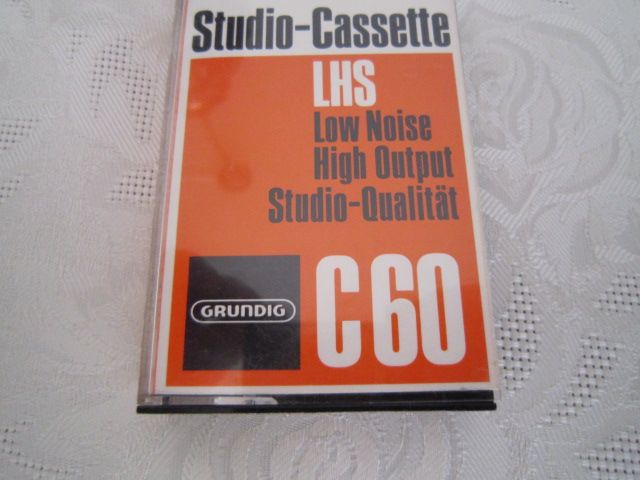 Studio-Cassette
LHS
Low Noise
High Output
Studio-Qualität
GRUNDIG
C60